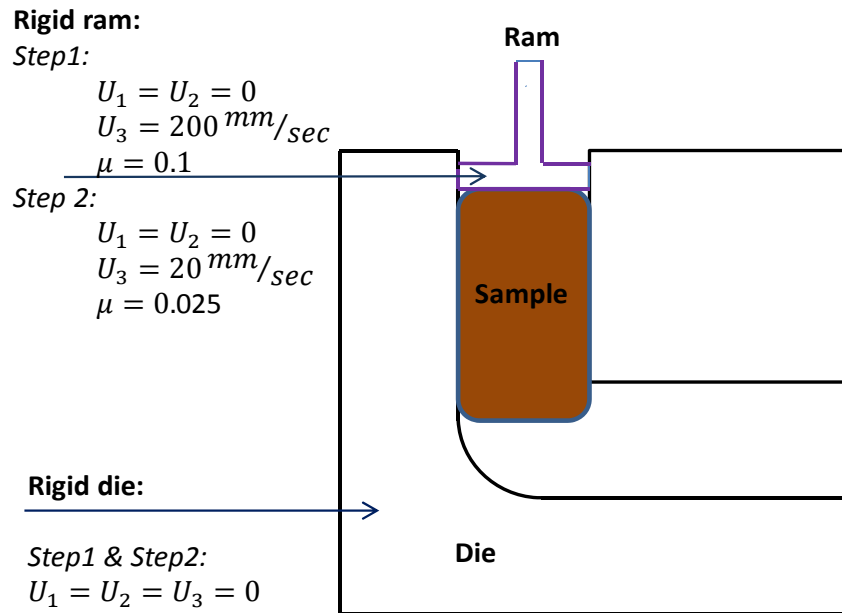 Rigid ram:
Step1:
U₁ = U₂ = 0
U₃ = 200 mm/sec
μ = 0.1
Step 2:
U₁ = U₂ = 0
U₃ = 20 mm/sec
μ = 0.025
Ram
Sample
Rigid die:
Step1 & Step2:
U₁ = U₂ = U₃ = 0
Die